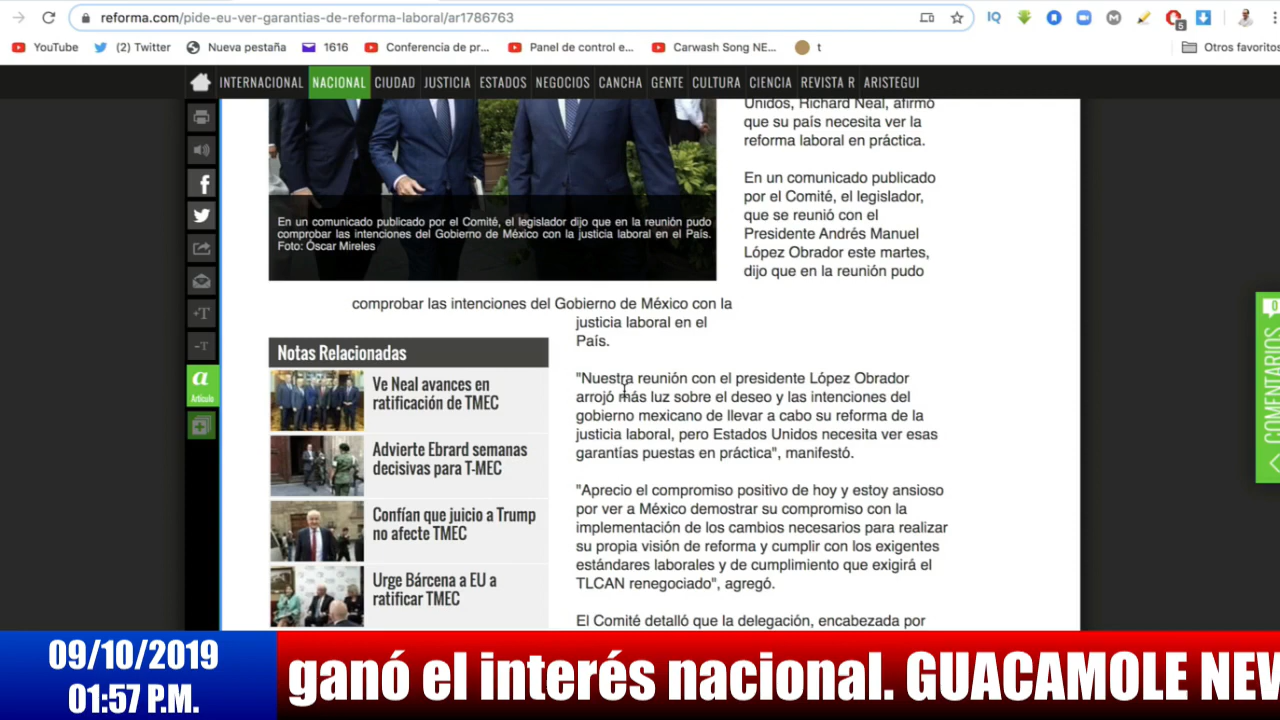 reforma.com/pide-eu-ver-garantias-de-reforma-laboral/ar1786763
IQ
M
5
YouTube
(2) Twitter
Nueva pestaña
1616
Conferencia de pr...
Panel de control e...
Carwash Song NE...
t
Otros favoritos
INTERNACIONAL NACIONAL CIUDAD JUSTICIA ESTADOS NEGOCIOS CANCHA GENTE CULTURA CIENCIA REVISTA R ARISTEGUI
+T
-T
a
Artículo
En un comunicado publicado por el Comité, el legislador dijo que en la reunión pudo
comprobar las intenciones del Gobierno de México con la justicia laboral en el País.
Foto: Óscar Mireles
Unidos, Richard Neal, afirmó
que su país necesita ver la
reforma laboral en práctica.
En un comunicado publicado
por el Comité, el legislador,
que se reunió con el
Presidente Andrés Manuel
López Obrador este martes,
dijo que en la reunión pudo
comprobar las intenciones del Gobierno de México con la
justicia laboral en el
País.
Notas Relacionadas
Ve Neal avances en
ratificación de TMEC
Advierte Ebrard semanas
decisivas para T-MEC
Confían que juicio a Trump
no afecte TMEC
Urge Bárcena a EU a
ratificar TMEC
"Nuestra reunión con el presidente López Obrador
arrojó más luz sobre el deseo y las intenciones del
gobierno mexicano de llevar a cabo su reforma de la
justicia laboral, pero Estados Unidos necesita ver esas
garantías puestas en práctica", manifestó.
"Aprecio el compromiso positivo de hoy y estoy ansioso
por ver a México demostrar su compromiso con la
implementación de los cambios necesarios para realizar
su propia visión de reforma y cumplir con los exigentes
estándares laborales y de cumplimiento que exigirá el
TLCAN renegociado", agregó.
El Comité detalló que la delegación, encabezada por
0
COMENTARIOS
09/10/2019
01:57 P.M.
ganó el interés nacional. GUACAMOLE NEW